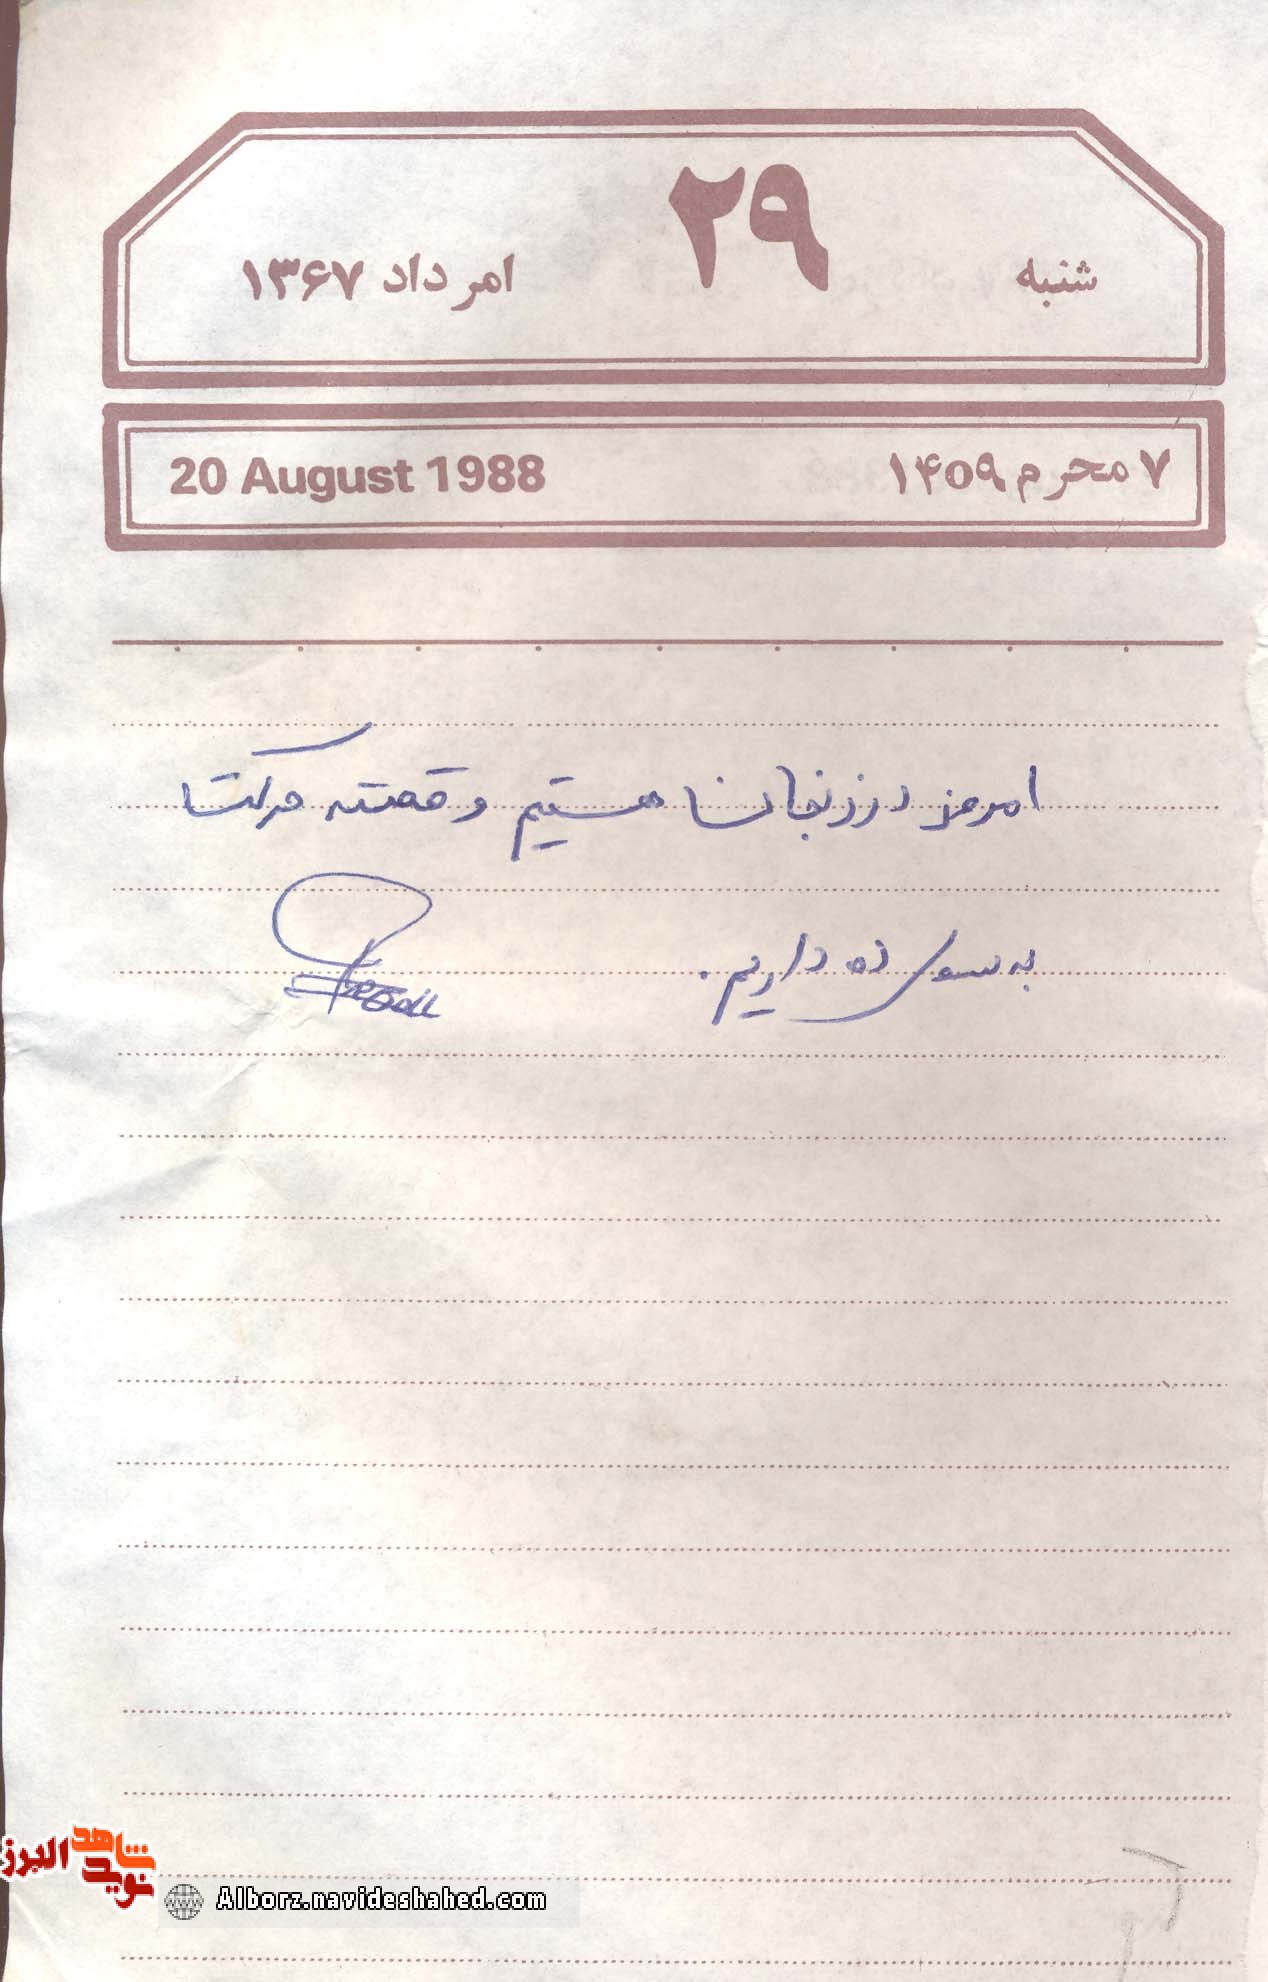 شنبه ۲۹ امرداد ۱۳۶۷
۷ محرم ۱۴۰۹ 20 August 1988
امروز در زنجان هستیم و قصد حرکت
به سوی ده داریم.
شاهد
نوید
البرز
Alborz.navideshahed.com